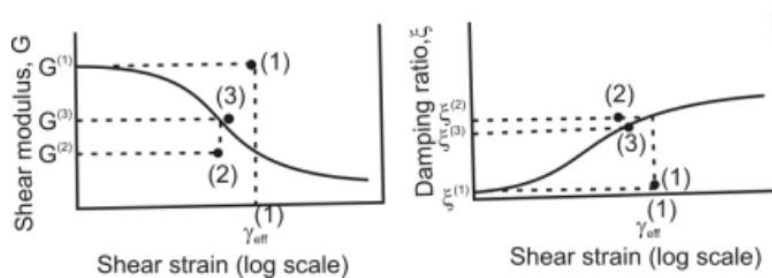 Shear modulus, G
G(1)
G(3)
G(2)
(1)
(3)
(2)
(1)
γeff
Shear strain (log scale)
Damping ratio,ξ
ξ(2)
ξ(3)
ξ(1)
(2)
(3)
(1)
(1)
γeff
Shear strain (log scale)